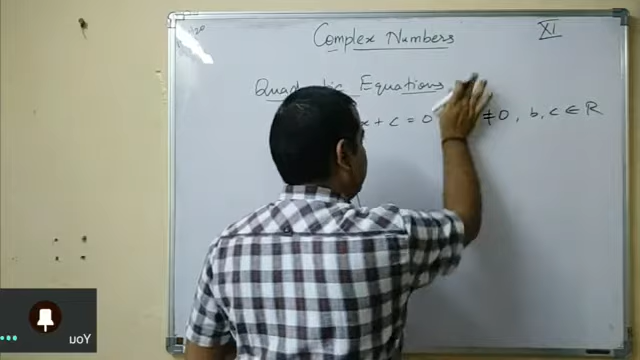 Complex Numbers
XI
Equations
x + c = 0 ≠ 0, b, c ∈ R
You